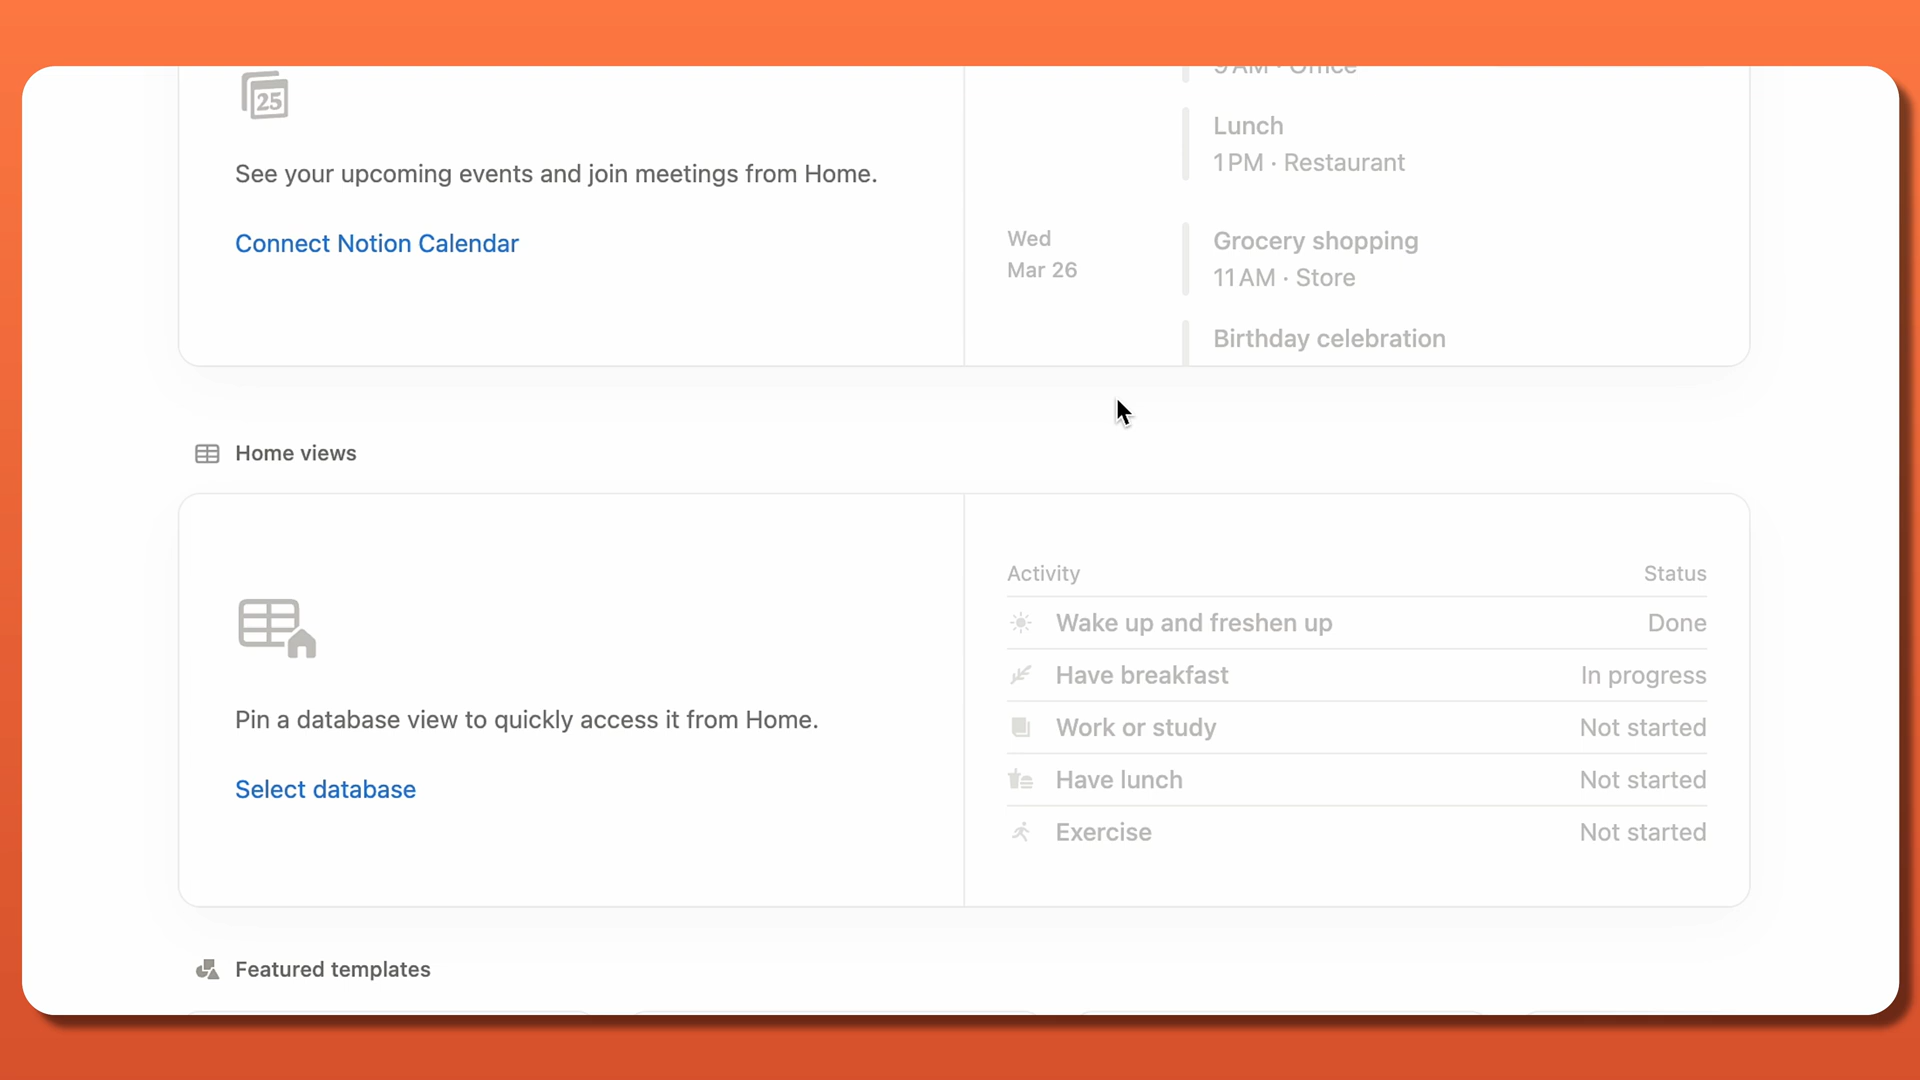 25
9 AM · Office
See your upcoming events and join meetings from Home.
Connect Notion Calendar
Lunch
1 PM · Restaurant
Wed
Mar 26
Grocery shopping
11 AM · Store
Birthday celebration
Home views
Pin a database view to quickly access it from Home.
Select database
Activity Status
Wake up and freshen up Done
Have breakfast In progress
Work or study Not started
Have lunch Not started
Exercise Not started
Featured templates